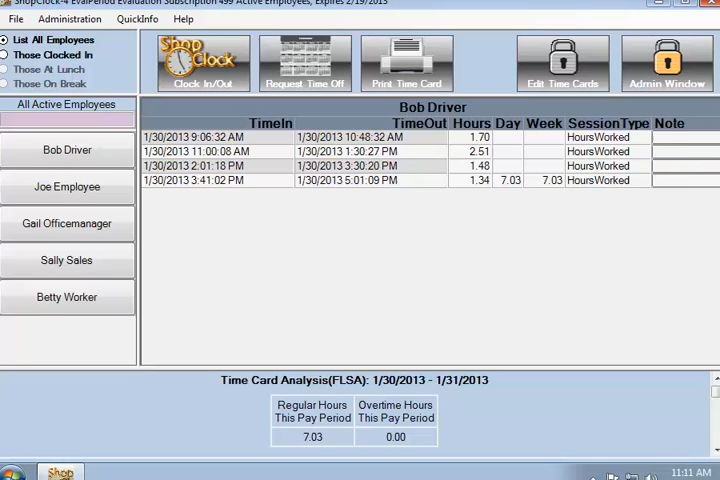 ShopClock-4 EvalPeriod Evaluation Subscription 499 Active Employees, Expires 2/19/2013
File Administration QuickInfo Help
List All Employees
Those Clocked In
Those At Lunch
Those On Break
Shop Clock
Clock In/Out
Request Time Off
Print Time Card
Edit Time Cards
Admin Window
All Active Employees
Bob Driver
Joe Employee
Gail Officemanager
Sally Sales
Betty Worker
Bob Driver
TimeIn TimeOut Hours Day Week SessionType Note
1/30/2013 9:06:32 AM 1/30/2013 10:48:32 AM 1.70 HoursWorked
1/30/2013 11:00:08 AM 1/30/2013 1:30:27 PM 2.51 HoursWorked
1/30/2013 2:01:18 PM 1/30/2013 3:30:20 PM 1.48 HoursWorked
1/30/2013 3:41:02 PM 1/30/2013 5:01:09 PM 1.34 7.03 7.03 HoursWorked
Time Card Analysis(FLSA): 1/30/2013 - 1/31/2013
Regular Hours This Pay Period
Overtime Hours This Pay Period
7.03 0.00
Shop
11:11 AM